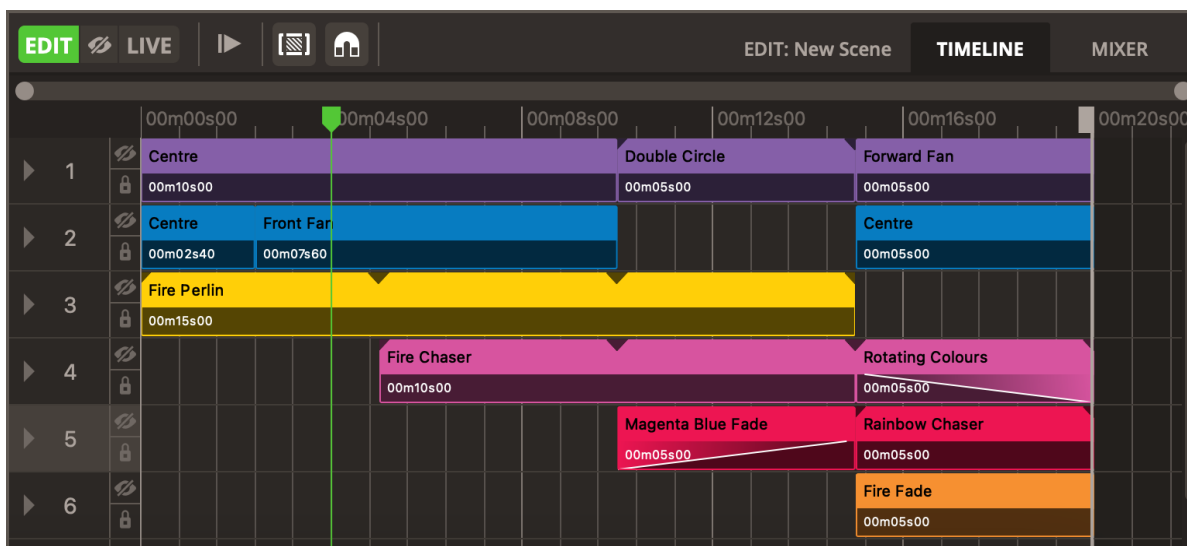 EDIT LIVE EDIT: New Scene TIMELINE MIXER
00m00s00 00m04s00 00m08s00 00m12s00 00m16s00 00m20s00
1 Centre Double Circle Forward Fan
00m10s00 00m05s00 00m05s00
2 Centre Front Fan Centre
00m02s40 00m07s60 00m05s00
3 Fire Perlin
00m15s00
4 Fire Chaser Rotating Colours
00m10s00 00m05s00
5 Magenta Blue Fade Rainbow Chaser
00m05s00 00m05s00
6 Fire Fade
00m05s00